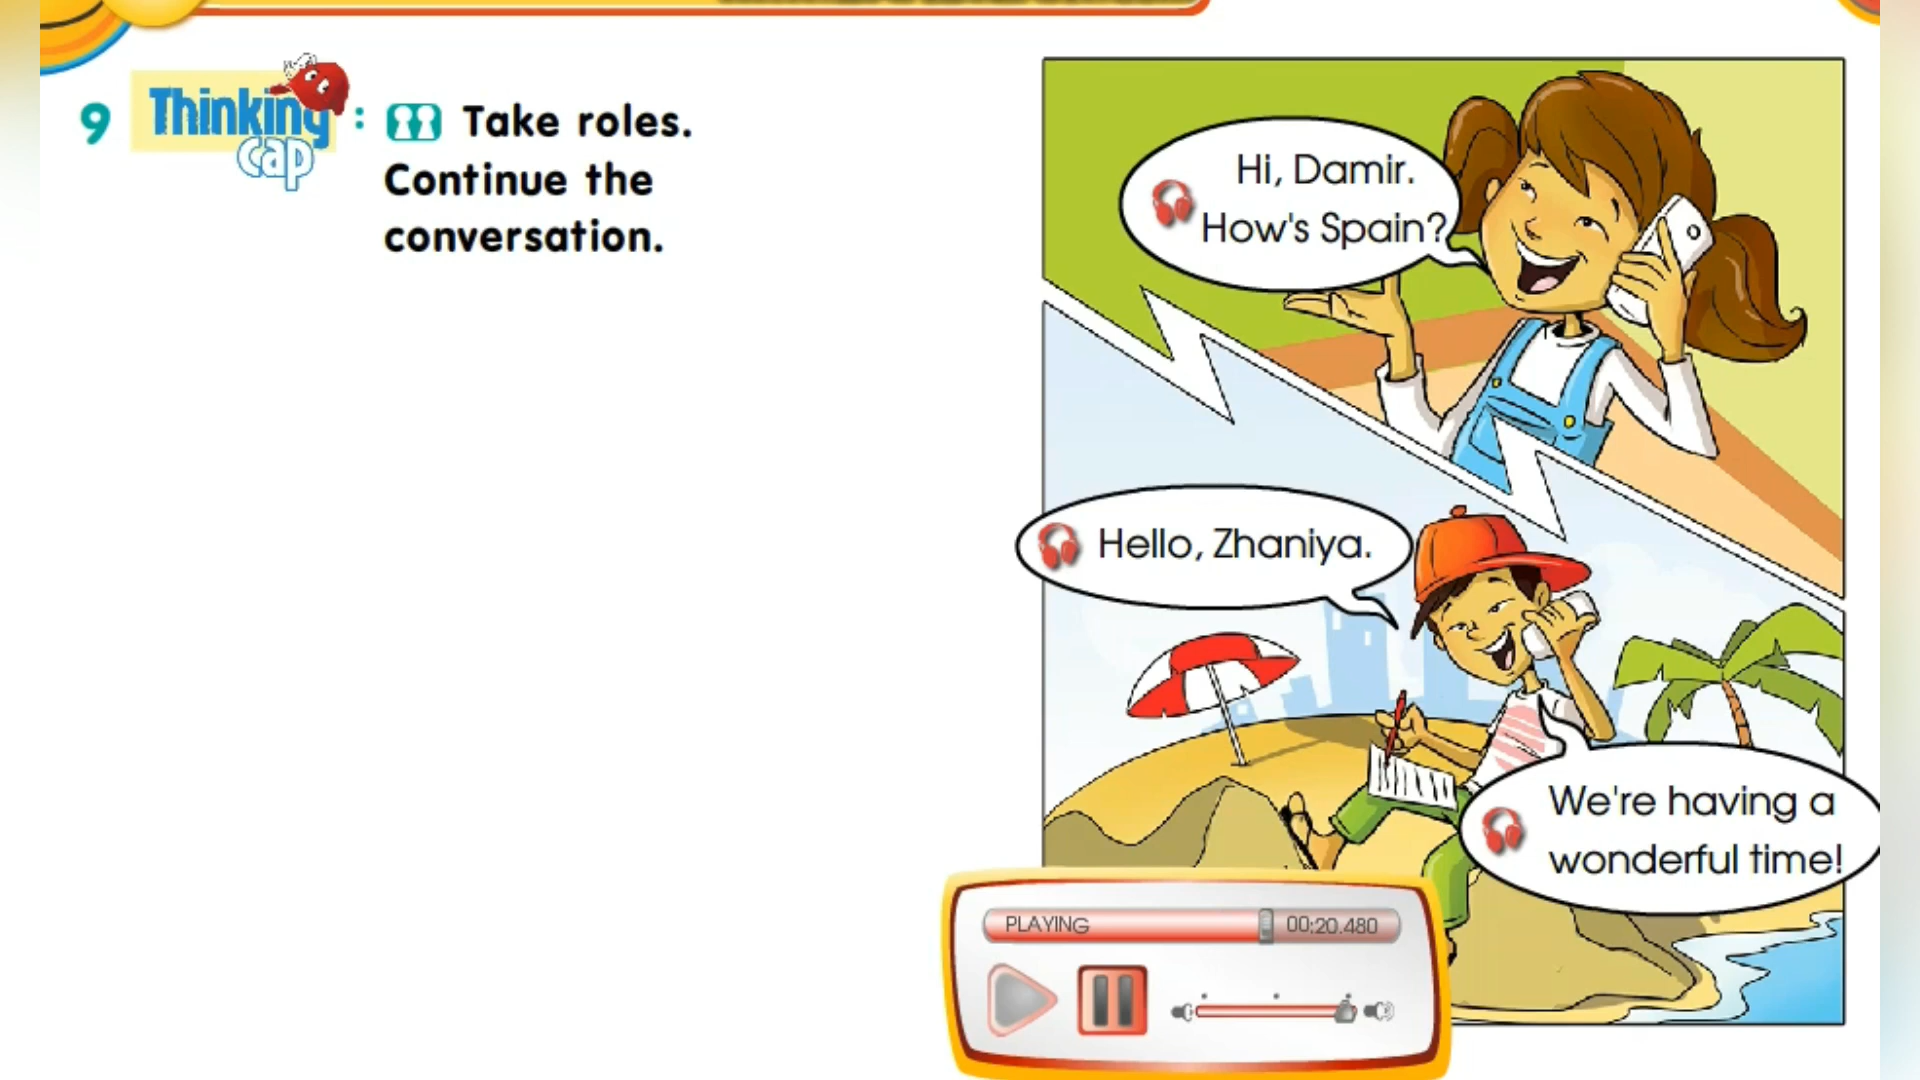 9 Thinking Cap : Take roles.
Continue the
conversation.
Hi, Damir.
How's Spain?
Hello, Zhaniya.
We're having a
wonderful time!
PLAYING 00:20.480